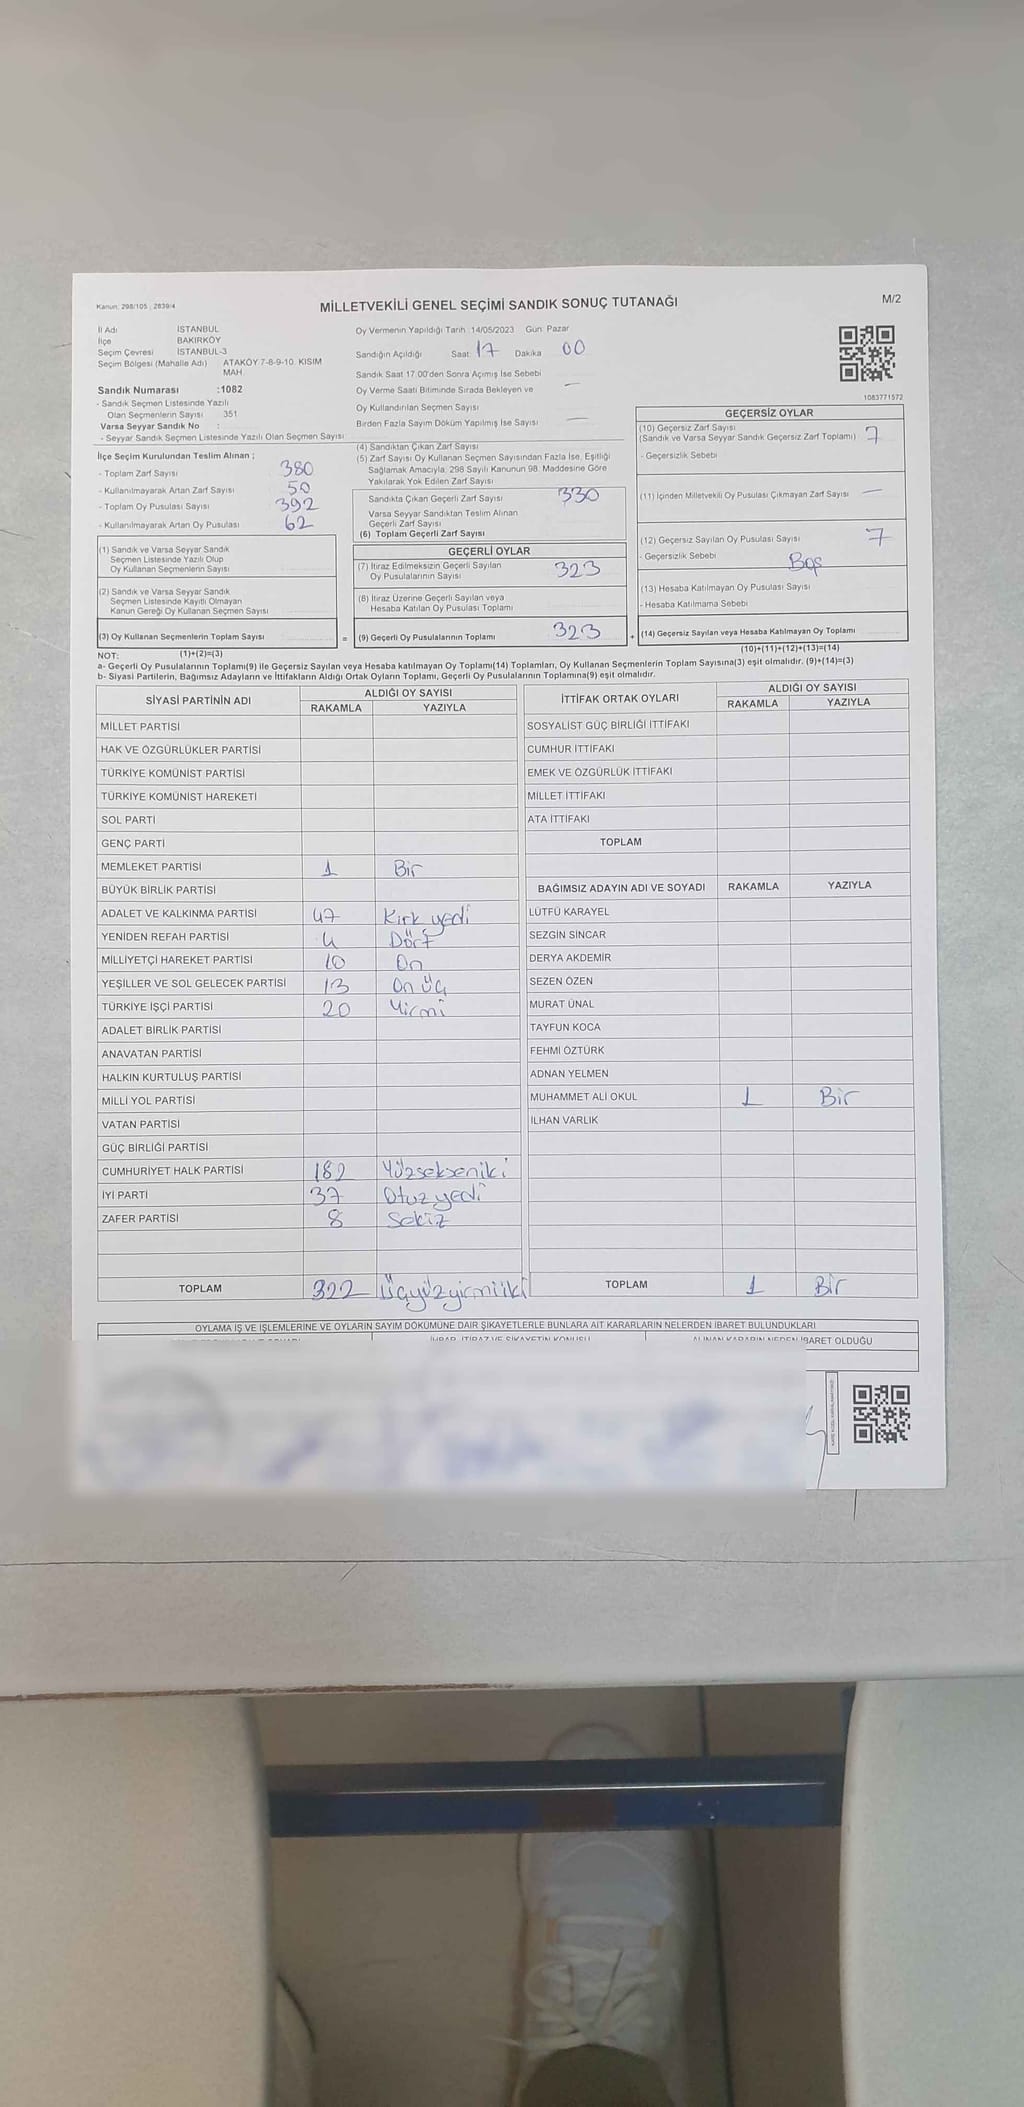 Kanun: 298/105 ; 2839/4
MİLLETVEKİLİ GENEL SEÇİMİ SANDIK SONUÇ TUTANAĞI
M/2
İl Adı İSTANBUL
İlçe BAKIRKÖY
Seçim Çevresi İSTANBUL-3
Seçim Bölgesi (Mahalle Adı) ATAKÖY 7-8-9-10. KISIM MAH.
Sandık Numarası :1082
- Sandık Seçmen Listesinde Yazılı
Olan Seçmenlerin Sayısı : 351
Varsa Seyyar Sandık No :
- Seyyar Sandık Seçmen Listesinde Yazılı Olan Seçmen Sayısı
Oy Vermenin Yapıldığı Tarih :14/05/2023 Gün: Pazar
Sandığın Açıldığı Saat: 17 Dakika 00
Sandık Saat 17.00'den Sonra Açımış İse Sebebi
Oy Verme Saati Bitiminde Sırada Bekleyen ve —
Oy Kullandırılan Seçmen Sayısı
Birden Fazla Sayım Döküm Yapılmış İse Sayısı —
1083771572
İlçe Seçim Kurulundan Teslim Alınan ;
- Toplam Zarf Sayısı 380
- Kullanılmayarak Artan Zarf Sayısı 50
- Toplam Oy Pusulası Sayısı 392
- Kullanılmayarak Artan Oy Pusulası 62
(4) Sandıktan Çıkan Zarf Sayısı
(5) Zarf Sayısı Oy Kullanan Seçmen Sayısından Fazla İse, Eşitliği
Sağlamak Amacıyla, 298 Sayılı Kanunun 98. Maddesine Göre
Yakılarak Yok Edilen Zarf Sayısı
Sandıkta Çıkan Geçerli Zarf Sayısı 330
Varsa Seyyar Sandıktan Teslim Alınan
Geçerli Zarf Sayısı
(6) Toplam Geçerli Zarf Sayısı
GEÇERSİZ OYLAR
(10) Geçersiz Zarf Sayısı
(Sandık ve Varsa Seyyar Sandık Geçersiz Zarf Toplamı) 7
- Geçersizlik Sebebi
(11) İçinden Milletvekili Oy Pusulası Çıkmayan Zarf Sayısı —
(12) Geçersiz Sayılan Oy Pusulası Sayısı 7
- Geçersizlik Sebebi Boş
(13) Hesaba Katılmayan Oy Pusulası Sayısı
- Hesaba Katılmama Sebebi
(14) Geçersiz Sayılan veya Hesaba Katılmayan Oy Toplamı
(10)+(11)+(12)+(13)=(14)
(1) Sandık ve Varsa Seyyar Sandık
Seçmen Listesinde Yazılı Olup
Oy Kullanan Seçmenlerin Sayısı
(2) Sandık ve Varsa Seyyar Sandık
Seçmen Listesinde Kayıtlı Olmayan
Kanun Gereği Oy Kullanan Seçmen Sayısı
(3) Oy Kullanan Seçmenlerin Toplam Sayısı =
GEÇERLİ OYLAR
(7) İtiraz Edilmeksizin Geçerli Sayılan
Oy Pusulalarının Sayısı 323
(8) İtiraz Üzerine Geçerli Sayılan veya
Hesaba Katılan Oy Pusulası Toplamı
(9) Geçerli Oy Pusulalarının Toplamı 323 +
NOT: (1)+(2)=(3)
a- Geçerli Oy Pusulalarının Toplamı(9) ile Geçersiz Sayılan veya Hesaba katılmayan Oy Toplamı(14) Toplamları, Oy Kullanan Seçmenlerin Toplam Sayısına(3) eşit olmalıdır. (9)+(14)=(3)
b- Siyasi Partilerin, Bağımsız Adayların ve İttifakların Aldığı Ortak Oyların Toplamı, Geçerli Oy Pusulalarının Toplamına(9) eşit olmalıdır.
SİYASİ PARTİNİN ADI ALDIĞI OY SAYISI
RAKAMLA YAZIYLA
MİLLET PARTİSİ
HAK VE ÖZGÜRLÜKLER PARTİSİ
TÜRKİYE KOMÜNİST PARTİSİ
TÜRKİYE KOMÜNİST HAREKETİ
SOL PARTİ
GENÇ PARTİ
MEMLEKET PARTİSİ 1 Bir
BÜYÜK BİRLİK PARTİSİ
ADALET VE KALKINMA PARTİSİ 47 Kırk yedi
YENİDEN REFAH PARTİSİ 4 Dört
MİLLİYETÇİ HAREKET PARTİSİ 10 On
YEŞİLLER VE SOL GELECEK PARTİSİ 13 On üç
TÜRKİYE İŞÇİ PARTİSİ 20 Yirmi
ADALET BİRLİK PARTİSİ
ANAVATAN PARTİSİ
HALKIN KURTULUŞ PARTİSİ
MİLLİ YOL PARTİSİ
VATAN PARTİSİ
GÜÇ BİRLİĞİ PARTİSİ
CUMHURİYET HALK PARTİSİ 182 Yüzsekseniki
İYİ PARTİ 37 Otuzyedi
ZAFER PARTİSİ 8 Sekiz
TOPLAM 322 Üçyüzyirmiiki
İTTİFAK ORTAK OYLARI ALDIĞI OY SAYISI
RAKAMLA YAZIYLA
SOSYALİST GÜÇ BİRLİĞİ İTTİFAKI
CUMHUR İTTİFAKI
EMEK VE ÖZGÜRLÜK İTTİFAKI
MİLLET İTTİFAKI
ATA İTTİFAKI
TOPLAM
BAĞIMSIZ ADAYIN ADI VE SOYADI RAKAMLA YAZIYLA
LÜTFÜ KARAYEL
SEZGİN SİNCAR
DERYA AKDEMİR
SEZEN ÖZEN
MURAT ÜNAL
TAYFUN KOCA
FEHMİ ÖZTÜRK
ADNAN YELMEN
MUHAMMET ALİ OKUL 1 Bir
İLHAN VARLIK
TOPLAM 1 Bir
OYLAMA İŞ VE İŞLEMLERİNE VE OYLARIN SAYIM DÖKÜMÜNE DAİR ŞİKAYETLERLE BUNLARA AİT KARARLARIN NELERDEN İBARET BULUNDUKLARI
İHBAR, İTİRAZ VE ŞİKAYETİN KONUSU
ALINAN KARARIN NEDEN İBARET OLDUĞU